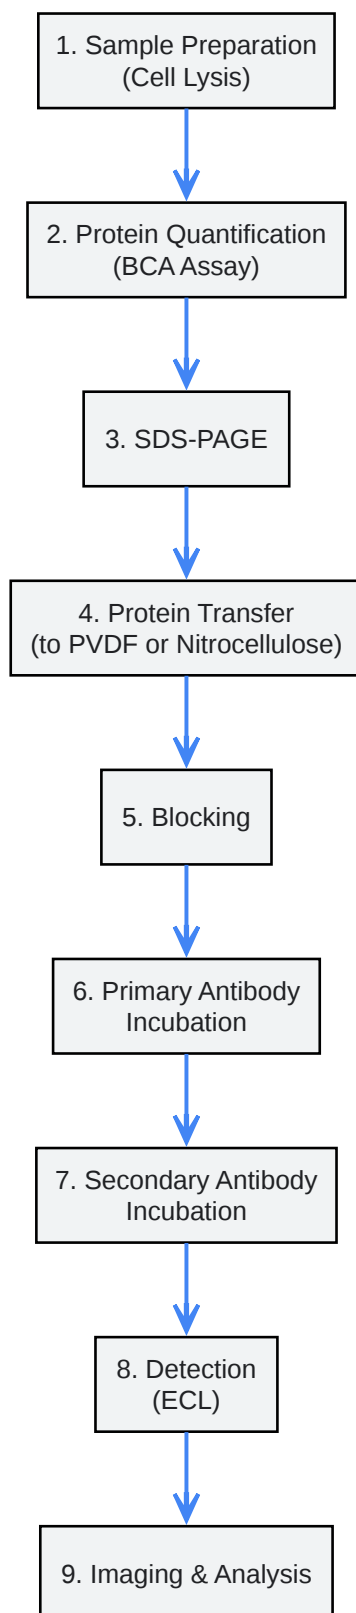 1. Sample Preparation
(Cell Lysis)
2. Protein Quantification
(BCA Assay)
3. SDS-PAGE
4. Protein Transfer
(to PVDF or Nitrocellulose)
5. Blocking
6. Primary Antibody
Incubation
7. Secondary Antibody
Incubation
8. Detection
(ECL)
9. Imaging & Analysis